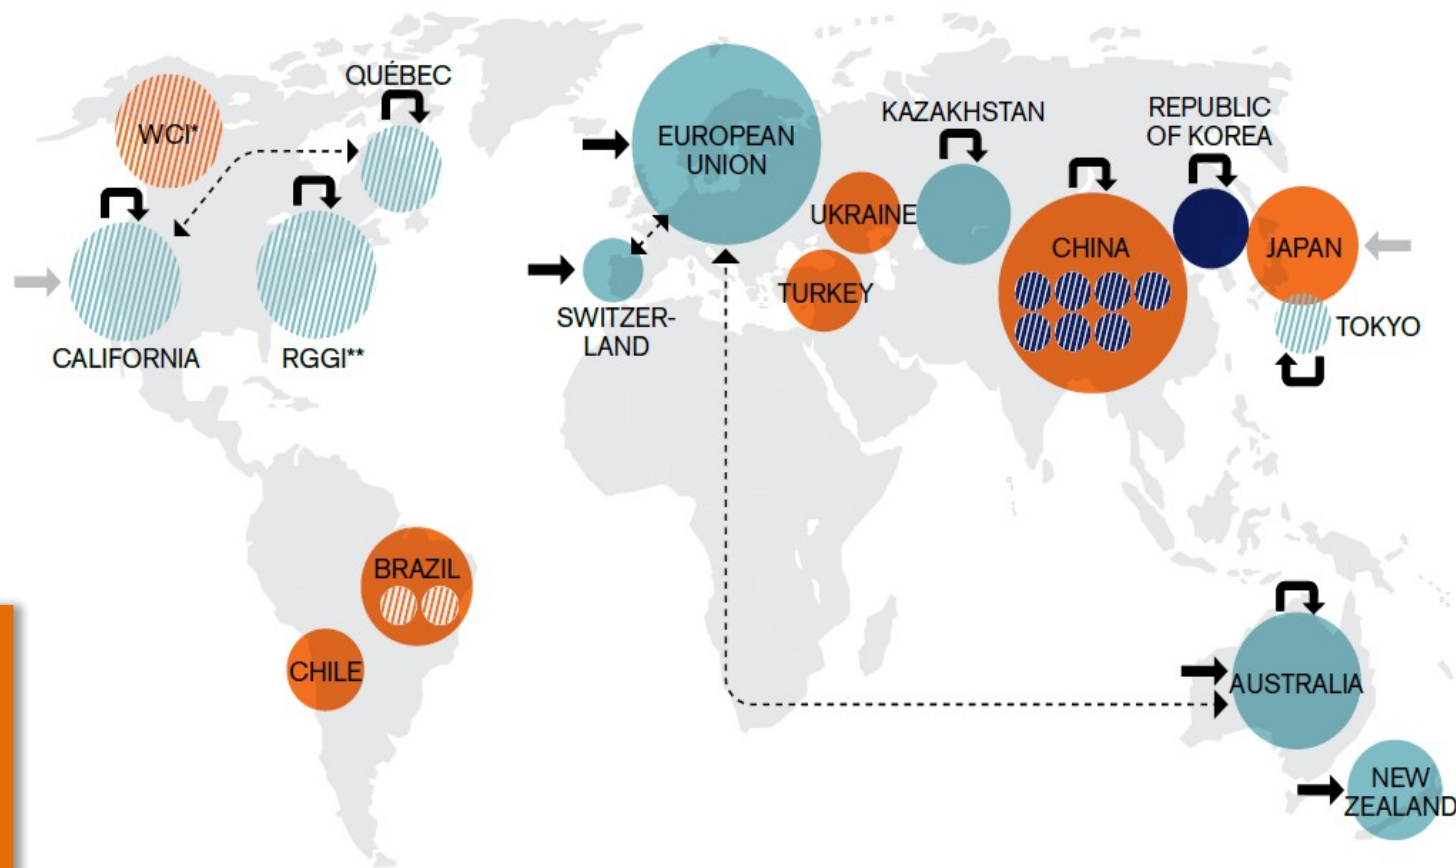 QUÉBEC
WCI*
CALIFORNIA
RGGI**
EUROPEAN
UNION
SWITZER-
LAND
UKRAINE
TURKEY
KAZAKHSTAN
CHINA
REPUBLIC
OF KOREA
JAPAN
TOKYO
BRAZIL
CHILE
AUSTRALIA
NEW
ZEALAND